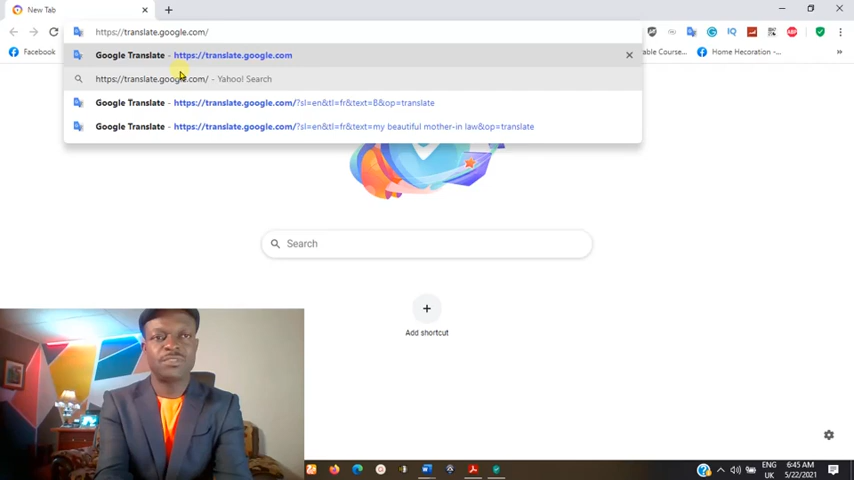 New Tab
https://translate.google.com/
Google Translate - https://translate.google.com
https://translate.google.com/ - Yahoo! Search
Google Translate - https://translate.google.com/?sl=en&tl=fr&text=B&op=translate
Google Translate - https://translate.google.com/?sl=en&tl=fr&text=my beautiful mother-in law&op=translate
Facebook
able Course...
Home Hecoration -...
Search
Add shortcut
ENG
UK
6:45 AM
5/22/2021